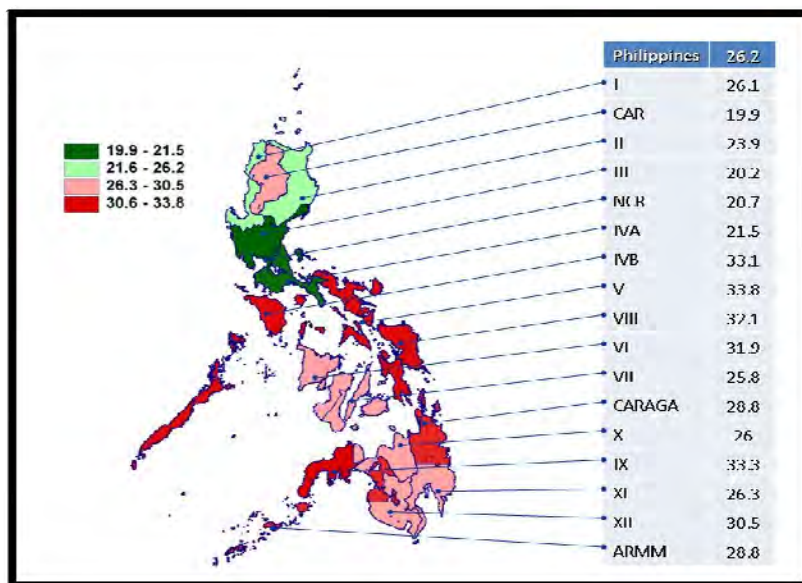 Philippines 26.2
I 26.1
CAR 19.9
II 23.9
III 20.2
NCR 20.7
IVA 21.5
IVB 33.1
V 33.8
VIII 32.1
VI 31.9
VII 25.8
CARAGA 28.8
X 26
IX 33.3
XI 26.3
XII 30.5
ARMM 28.8
19.9 - 21.5
21.6 - 26.2
26.3 - 30.5
30.6 - 33.8